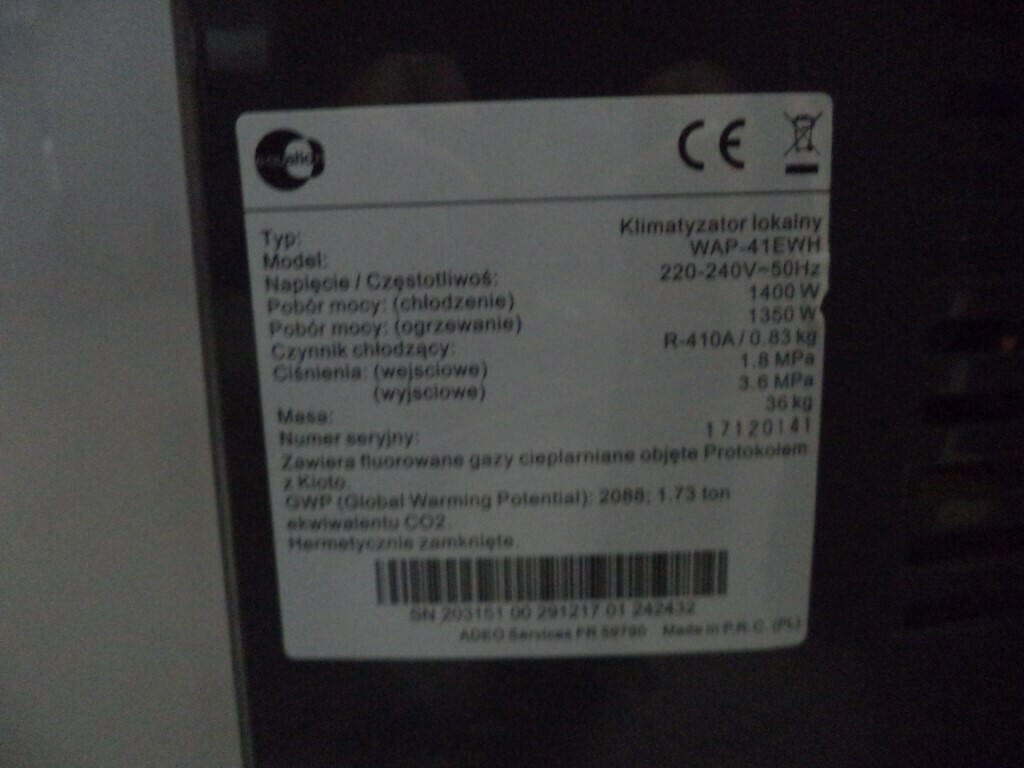 equation
CE
Typ: Klimatyzator lokalny
Model: WAP-41EWH
Napięcie / Częstotliwoś: 220-240V~50Hz
Pobór mocy: (chłodzenie) 1400 W
Pobór mocy: (ogrzewanie) 1350 W
Czynnik chłodzący: R-410A / 0.83 kg
Ciśnienia: (wejsciowe) 1.8 MPa
(wyjsciowe) 3.6 MPa
Masa: 36 kg
Numer seryjny: 17120141
Zawiera fluorowane gazy cieplarniane objęte Protokołem
z Kioto.
GWP (Global Warming Potential): 2088; 1.73 ton
ekwiwalentu CO2.
Hermetycznie zamknięte.
SN 203151 00 291217 01 242432
ADEO Services FR 59790 Made in P.R.C. (PL)